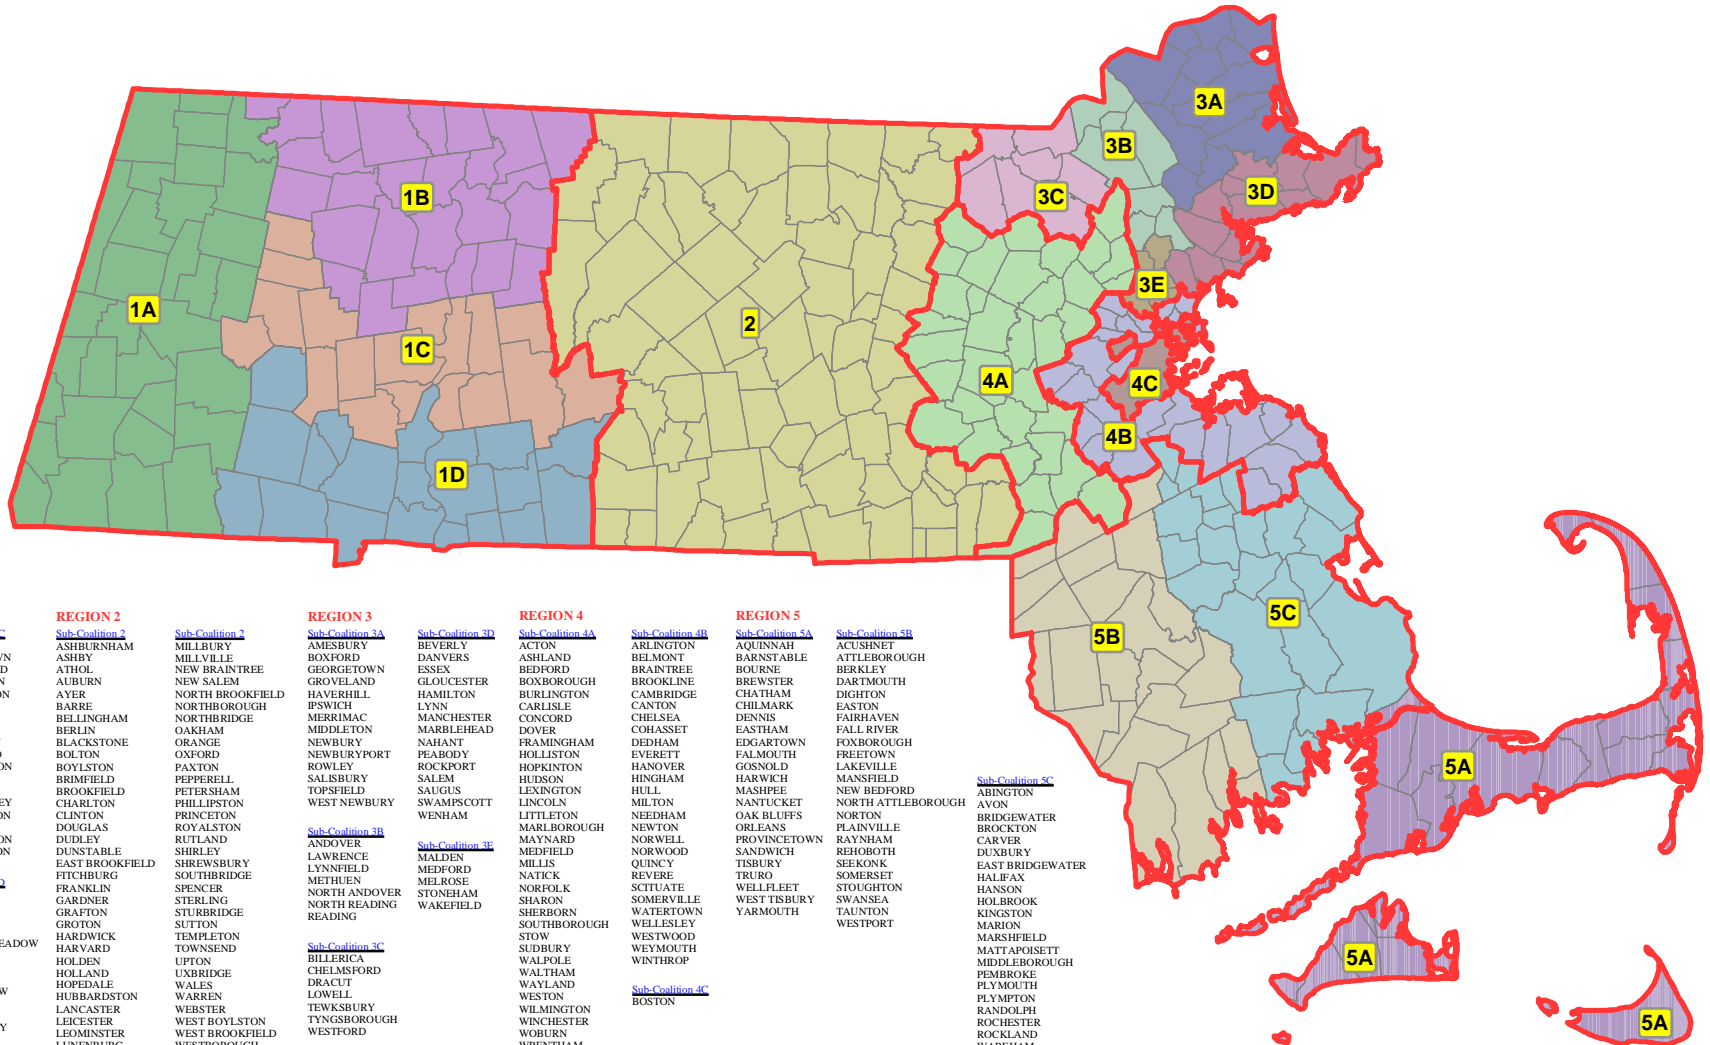 3A
3B
3C
3D
1B
3E
1A
2
1C
4A
4C
4B
1D
5C
5B
5A
5A
5A
REGION 2
Sub-Coalition 2
ASHBURNHAM
ASHBY
ATHOL
AUBURN
AYER
BARRE
BELLINGHAM
BERLIN
BLACKSTONE
BOLTON
BOYLSTON
BRIMFIELD
BROOKFIELD
CHARLTON
CLINTON
DOUGLAS
DUDLEY
DUNSTABLE
EAST BROOKFIELD
FITCHBURG
FRANKLIN
GARDNER
GRAFTON
GROTON
HARDWICK
HARVARD
HOLDEN
HOLLAND
HOPEDALE
HUBBARDSTON
LANCASTER
LEICESTER
LEOMINSTER
LUNENBURG
Sub-Coalition 2
MILLBURY
MILLVILLE
NEW BRAINTREE
NEW SALEM
NORTH BROOKFIELD
NORTHBOROUGH
NORTHBRIDGE
OAKHAM
ORANGE
OXFORD
PAXTON
PEPPERELL
PETERSHAM
PHILLIPSTON
PRINCETON
ROYALSTON
RUTLAND
SHIRLEY
SHREWSBURY
SOUTHBRIDGE
SPENCER
STERLING
STURBRIDGE
SUTTON
TEMPLETON
TOWNSEND
UPTON
UXBRIDGE
WALES
WARREN
WEBSTER
WEST BOYLSTON
WEST BROOKFIELD
WESTBOROUGH
REGION 3
Sub-Coalition 3A
AMESBURY
BOXFORD
GEORGETOWN
GROVELAND
HAVERHILL
IPSWICH
MERRIMAC
MIDDLETON
NEWBURY
NEWBURYPORT
ROWLEY
SALISBURY
TOPSFIELD
WEST NEWBURY
Sub-Coalition 3B
ANDOVER
LAWRENCE
LYNNFIELD
METHUEN
NORTH ANDOVER
NORTH READING
READING
Sub-Coalition 3C
BILLERICA
CHELMSFORD
DRACUT
LOWELL
TEWKSBURY
TYNGSBOROUGH
WESTFORD
Sub-Coalition 3D
BEVERLY
DANVERS
ESSEX
GLOUCESTER
HAMILTON
LYNN
MANCHESTER
MARBLEHEAD
NAHANT
PEABODY
ROCKPORT
SALEM
SAUGUS
SWAMPSCOTT
WENHAM
Sub-Coalition 3E
MALDEN
MEDFORD
MELROSE
STONEHAM
WAKEFIELD
REGION 4
Sub-Coalition 4A
ACTON
ASHLAND
BEDFORD
BOXBOROUGH
BURLINGTON
CARLISLE
CONCORD
DOVER
FRAMINGHAM
HOLLISTON
HOPKINTON
HUDSON
LEXINGTON
LINCOLN
LITTLETON
MARLBOROUGH
MAYNARD
MEDFIELD
MILLIS
NATICK
NORFOLK
SHARON
SHERBORN
SOUTHBOROUGH
STOW
SUDBURY
WALPOLE
WALTHAM
WAYLAND
WESTON
WILMINGTON
WINCHESTER
WOBURN
WRENTHAM
Sub-Coalition 4B
ARLINGTON
BELMONT
BRAINTREE
BROOKLINE
CAMBRIDGE
CANTON
CHELSEA
COHASSET
DEDHAM
EVERETT
HANOVER
HINGHAM
HULL
MILTON
NEEDHAM
NEWTON
NORWELL
NORWOOD
QUINCY
REVERE
SCITUATE
SOMERVILLE
WATERTOWN
WELLESLEY
WESTWOOD
WEYMOUTH
WINTHROP
Sub-Coalition 4C
BOSTON
REGION 5
Sub-Coalition 5A
AQUINNAH
BARNSTABLE
BOURNE
BREWSTER
CHATHAM
CHILMARK
DENNIS
EASTHAM
EDGARTOWN
FALMOUTH
GOSNOLD
HARWICH
MASHPEE
NANTUCKET
OAK BLUFFS
ORLEANS
PROVINCETOWN
SANDWICH
TISBURY
TRURO
WELLFLEET
WEST TISBURY
YARMOUTH
Sub-Coalition 5B
ACUSHNET
ATTLEBOROUGH
BERKLEY
DARTMOUTH
DIGHTON
EASTON
FAIRHAVEN
FALL RIVER
FOXBOROUGH
FREETOWN
LAKEVILLE
MANSFIELD
NEW BEDFORD
NORTH ATTLEBOROUGH
NORTON
PLAINVILLE
RAYNHAM
REHOBOTH
SEEKONK
SOMERSET
STOUGHTON
SWANSEA
TAUNTON
WESTPORT
Sub-Coalition 5C
ABINGTON
AVON
BRIDGEWATER
BROCKTON
CARVER
DUXBURY
EAST BRIDGEWATER
HALIFAX
HANSON
HOLBROOK
KINGSTON
MARION
MARSHFIELD
MATTAPOISETT
MIDDLEBOROUGH
PEMBROKE
PLYMOUTH
PLYMPTON
RANDOLPH
ROCHESTER
ROCKLAND
WAREHAM